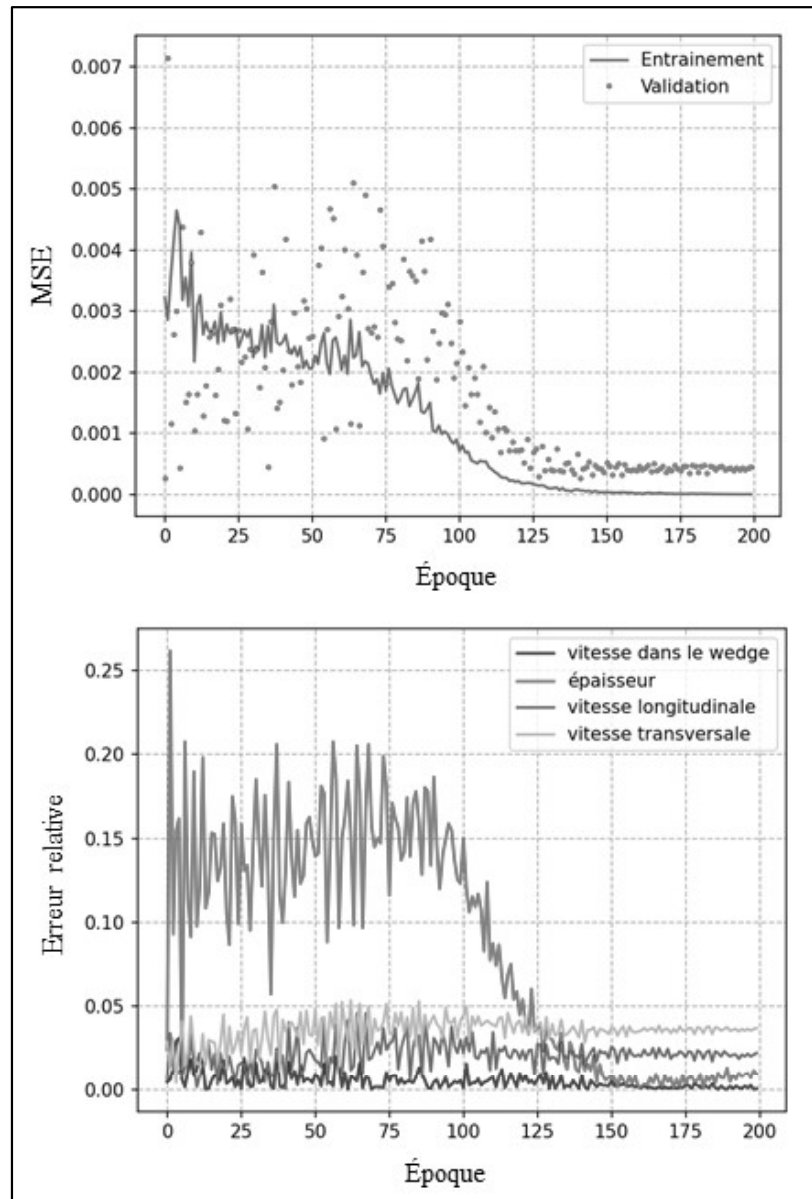 Entrainement
Validation
0.007
0.006
0.005
0.004
0.003
0.002
0.001
0.000
MSE
0 25 50 75 100 125 150 175 200
Époque
vitesse dans le wedge
épaisseur
vitesse longitudinale
vitesse transversale
0.25
0.20
0.15
0.10
0.05
0.00
Erreur relative
0 25 50 75 100 125 150 175 200
Époque